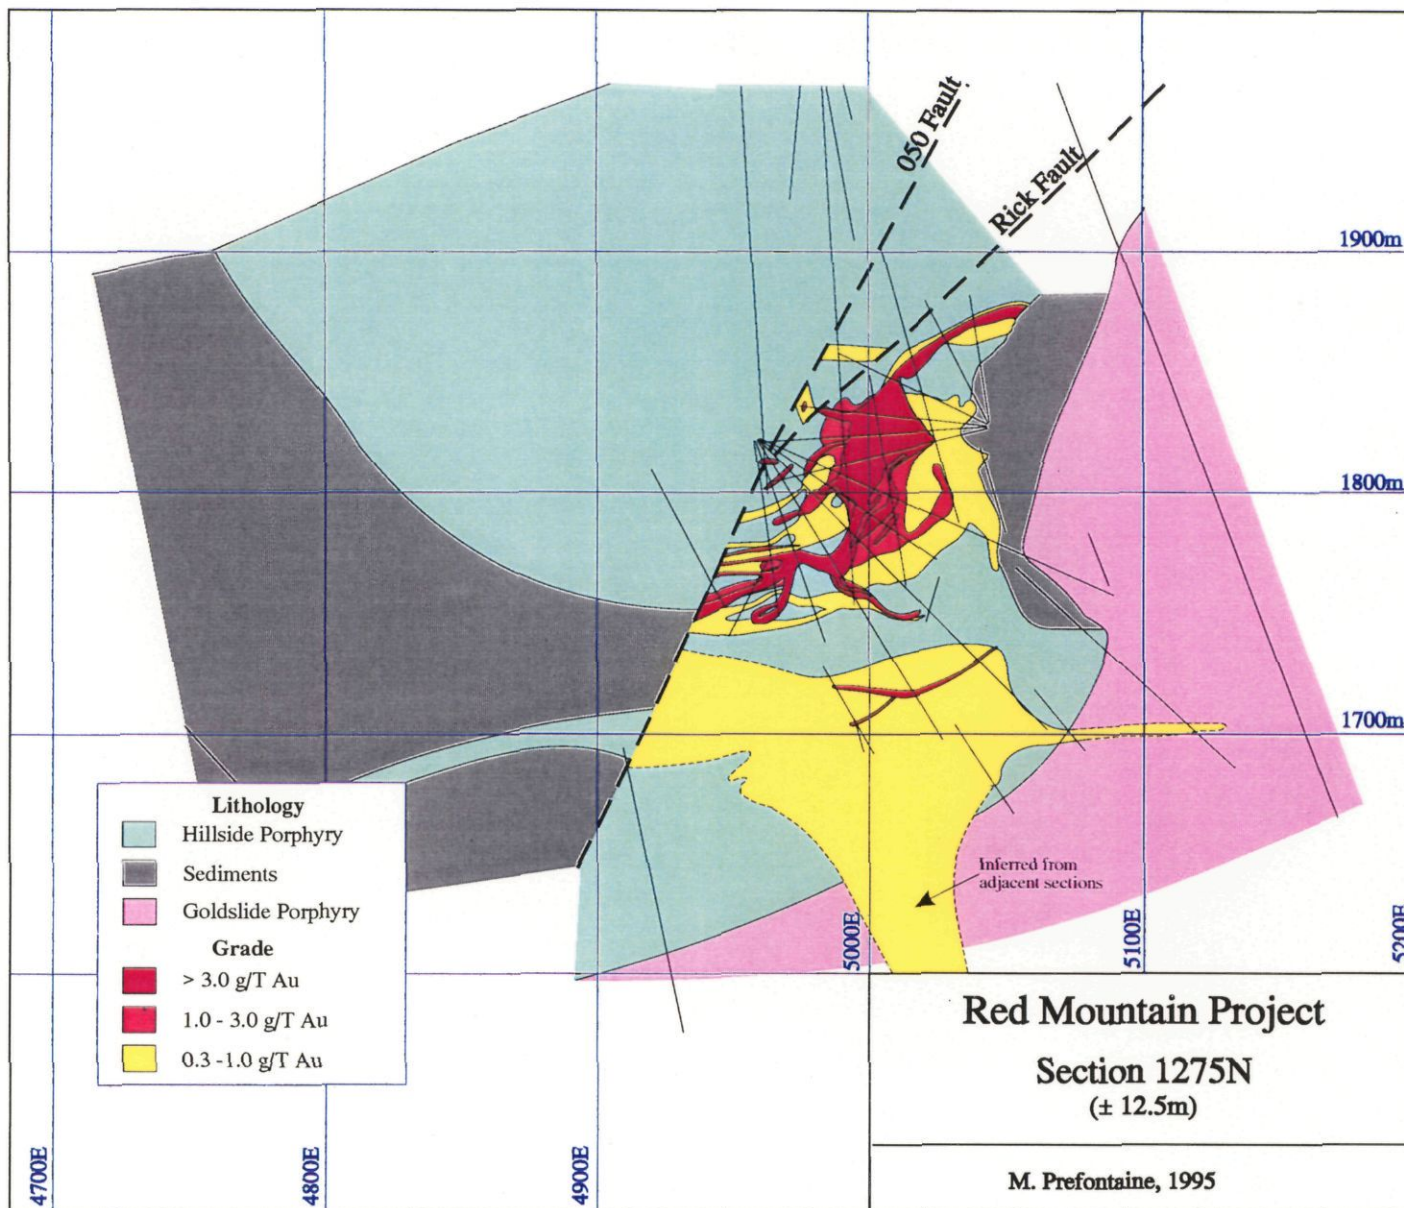 050 Fault
Rick Fault
1900m
1800m
1700m
Lithology
Hillside Porphyry
Sediments
Goldslide Porphyry
Grade
> 3.0 g/T Au
1.0 - 3.0 g/T Au
0.3 -1.0 g/T Au
Inferred from
adjacent sections
4700E
4800E
4900E
5000E
5100E
5200E
Red Mountain Project
Section 1275N
(± 12.5m)
M. Prefontaine, 1995